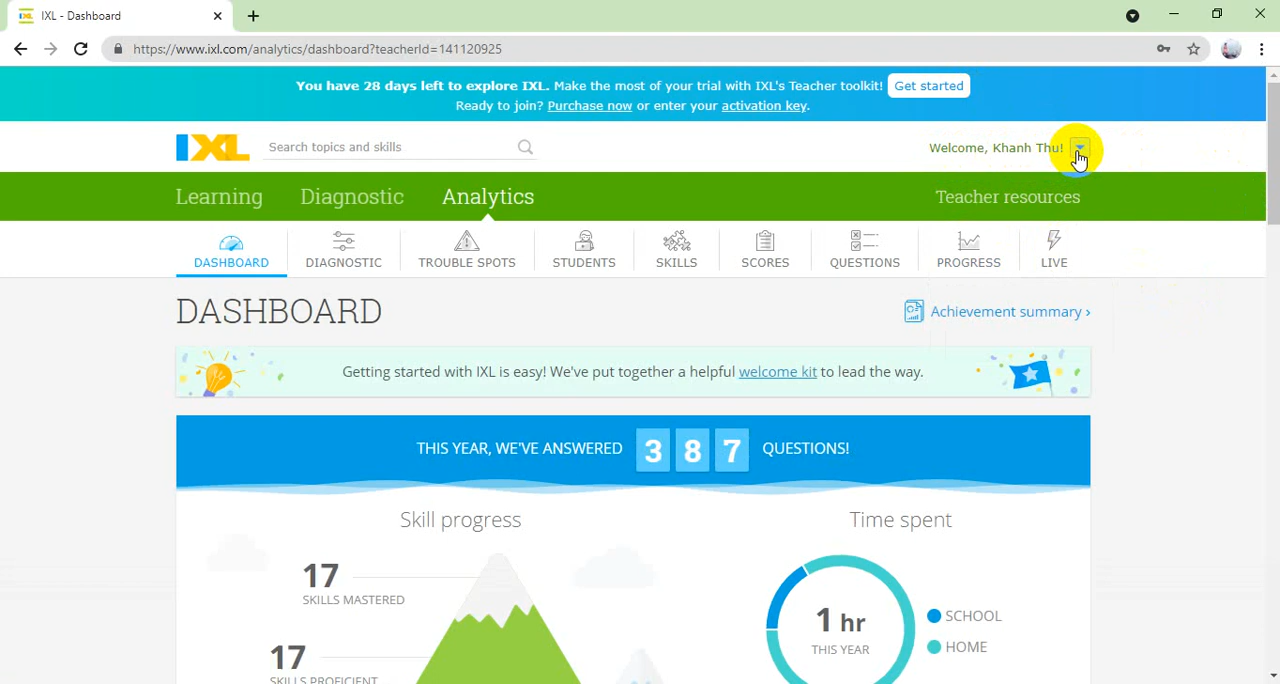 IXL - Dashboard
https://www.ixl.com/analytics/dashboard?teacherId=141120925
You have 28 days left to explore IXL. Make the most of your trial with IXL's Teacher toolkit! Get started
Ready to join? Purchase now or enter your activation key.
IXL Search topics and skills Welcome, Khanh Thu!
Learning Diagnostic Analytics Teacher resources
DASHBOARD DIAGNOSTIC TROUBLE SPOTS STUDENTS SKILLS SCORES QUESTIONS PROGRESS LIVE
DASHBOARD Achievement summary ›
Getting started with IXL is easy! We've put together a helpful welcome kit to lead the way.
THIS YEAR, WE'VE ANSWERED 3 8 7 QUESTIONS!
Skill progress Time spent
17
SKILLS MASTERED
17
SKILLS PROFICIENT
1 hr
THIS YEAR
SCHOOL
HOME